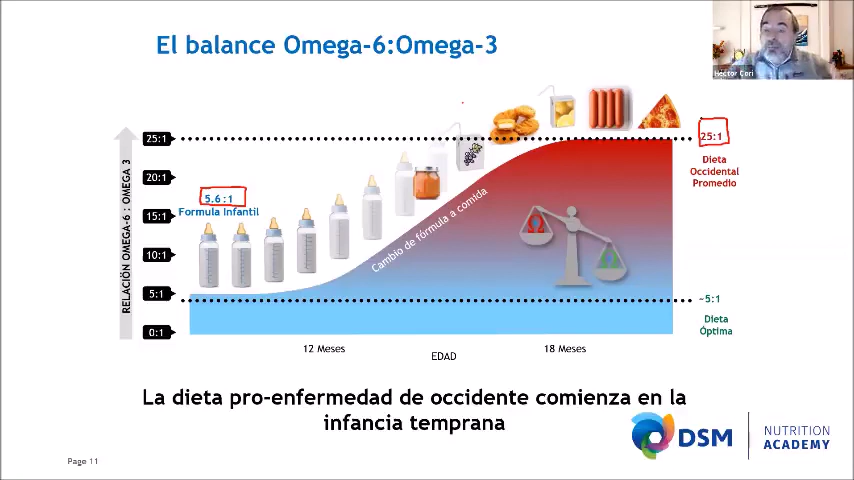 El balance Omega-6:Omega-3
Hector Cori
25:1
20:1
15:1
10:1
5:1
0:1
RELACIÓN OMEGA-6 : OMEGA 3
5.6:1
Formula Infantil
Cambio de fórmula a comida
25:1
Dieta
Occidental
Promedio
~5:1
Dieta
Óptima
12 Meses
EDAD
18 Meses
La dieta pro-enfermedad de occidente comienza en la
infancia temprana
DSM
NUTRITION
ACADEMY
Page 11